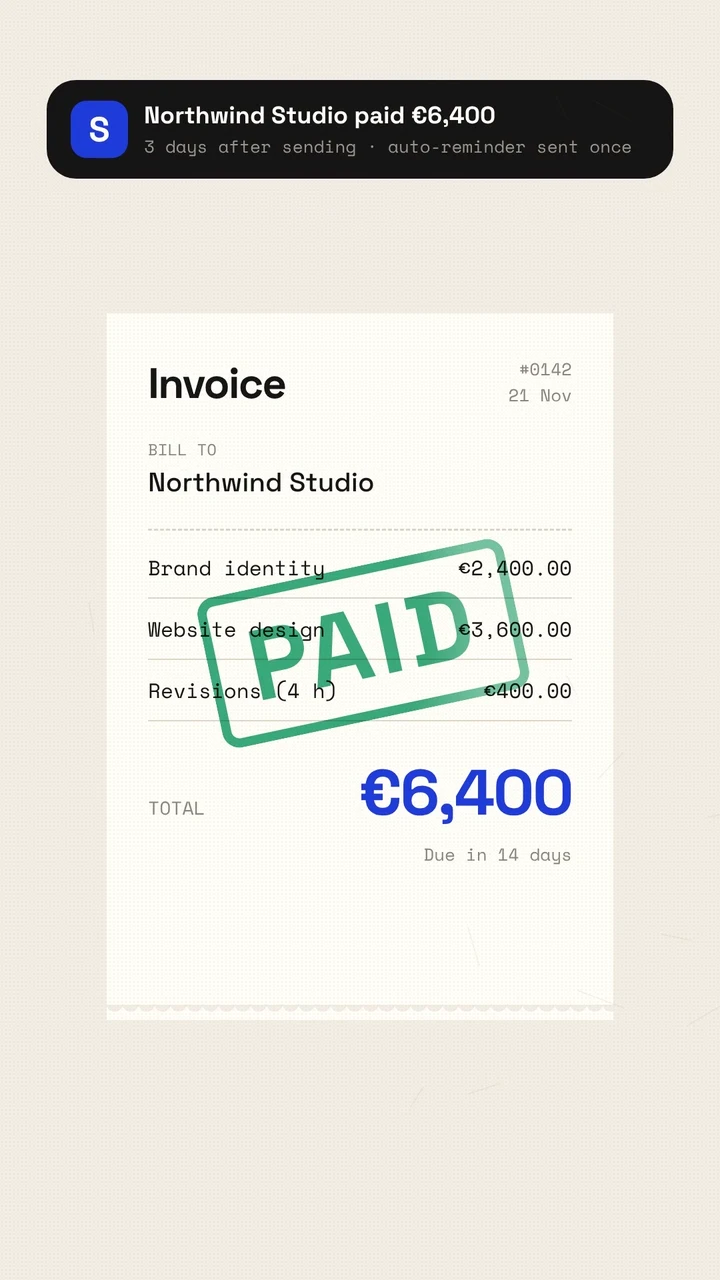 S
Northwind Studio paid €6,400
3 days after sending · auto-reminder sent once
Invoice
#0142
21 Nov
BILL TO
Northwind Studio
Brand identity €2,400.00
Website design €3,600.00
Revisions (4 h) €400.00
PAID
TOTAL €6,400
Due in 14 days